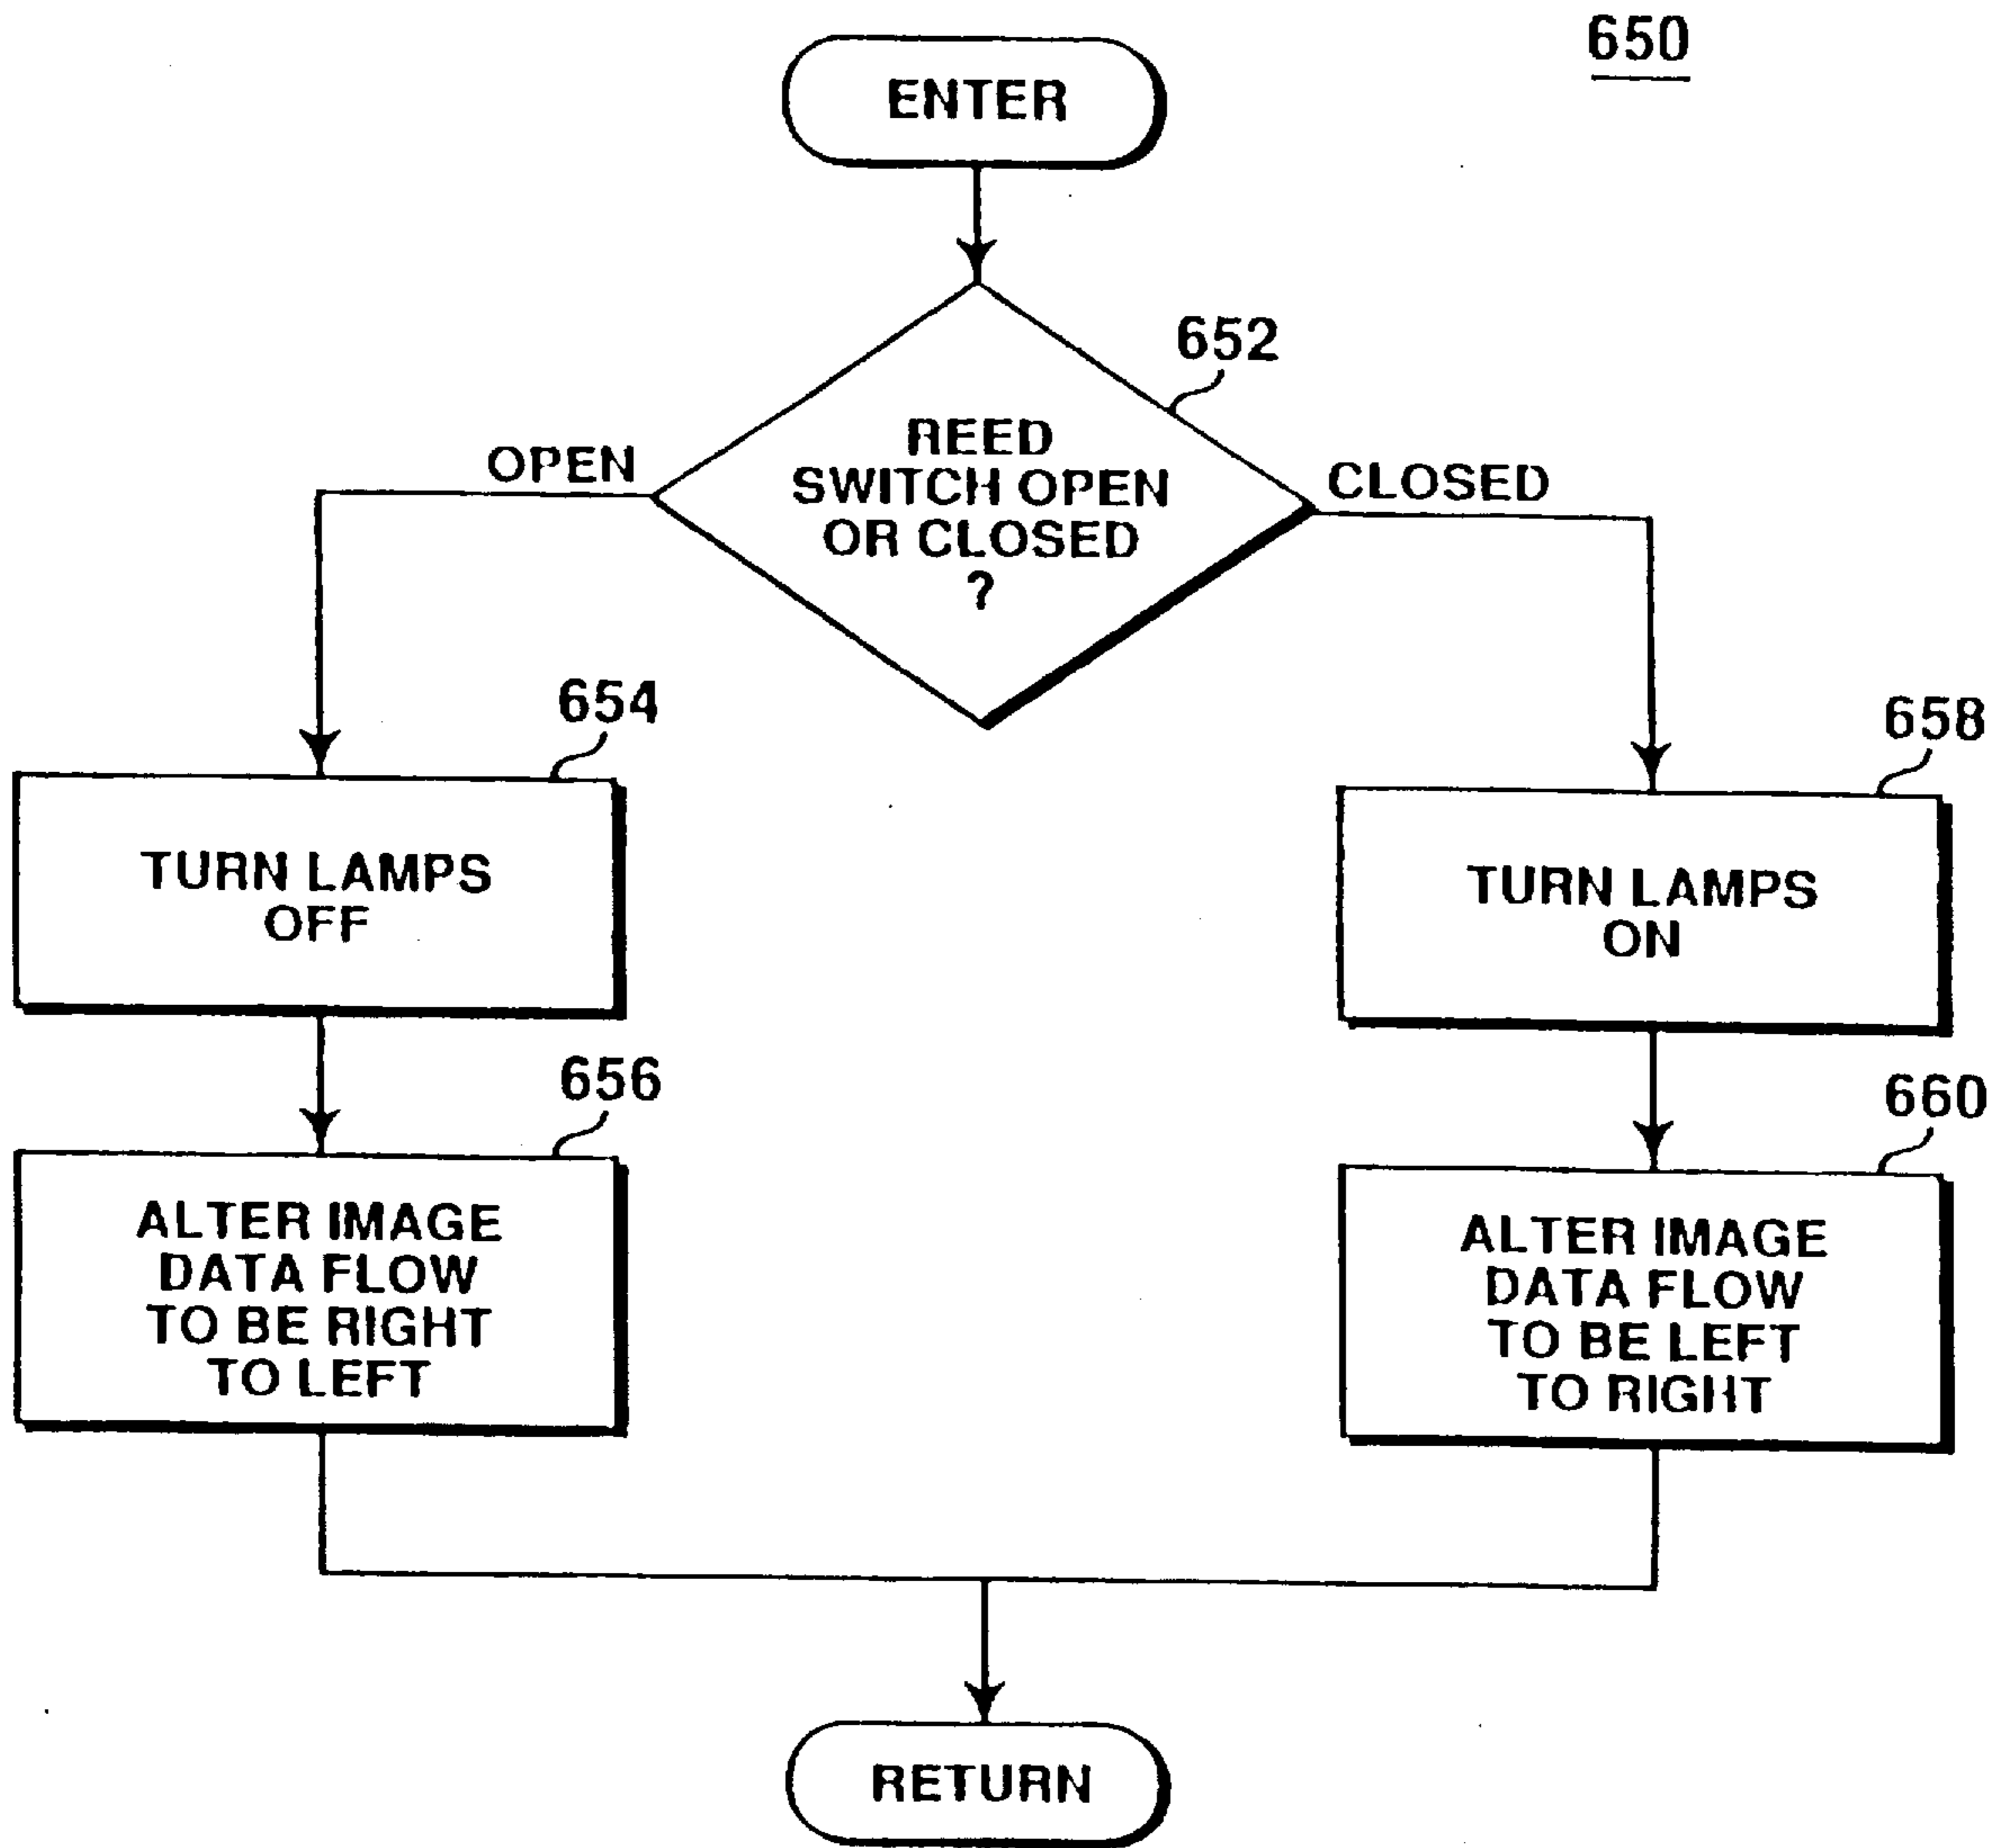 650
ENTER
652
REED
SWITCH OPEN
OR CLOSED
?
OPEN
CLOSED
654
TURN LAMPS
OFF
658
TURN LAMPS
ON
656
ALTER IMAGE
DATA FLOW
TO BE RIGHT
TO LEFT
660
ALTER IMAGE
DATA FLOW
TO BE LEFT
TO RIGHT
RETURN